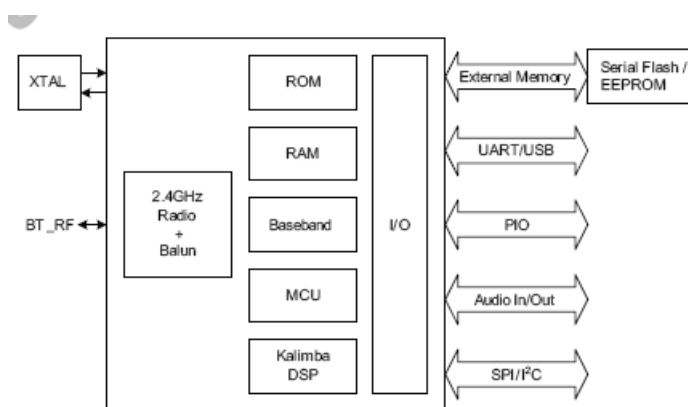 XTAL
BT_RF
2.4GHz
Radio
+
Balun
ROM
RAM
Baseband
MCU
Kalimba
DSP
I/O
External Memory
UART/USB
PIO
Audio In/Out
SPI/I²C
Serial Flash /
EEPROM